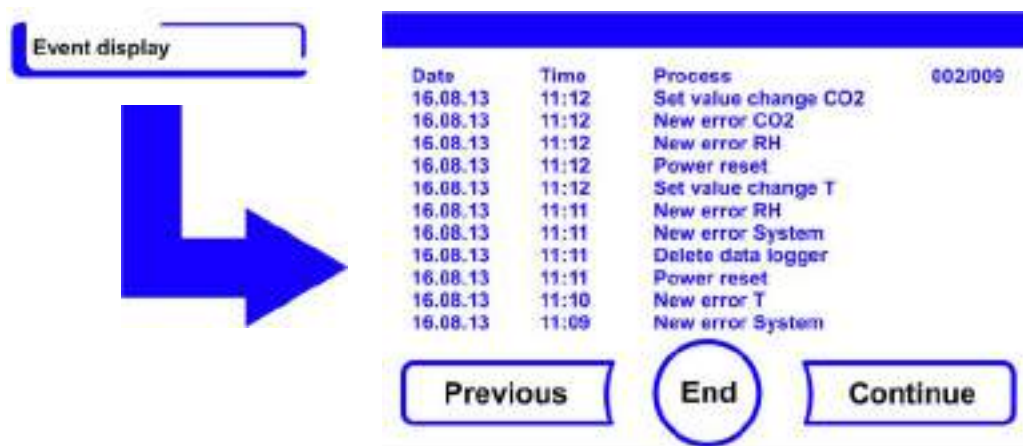 Event display
Date Time Process 002/009
16.08.13 11:12 Set value change CO2
16.08.13 11:12 New error CO2
16.08.13 11:12 New error RH
16.08.13 11:12 Power reset
16.08.13 11:12 Set value change T
16.08.13 11:11 New error RH
16.08.13 11:11 New error System
16.08.13 11:11 Delete data logger
16.08.13 11:11 Power reset
16.08.13 11:10 New error T
16.08.13 11:09 New error System
Previous End Continue